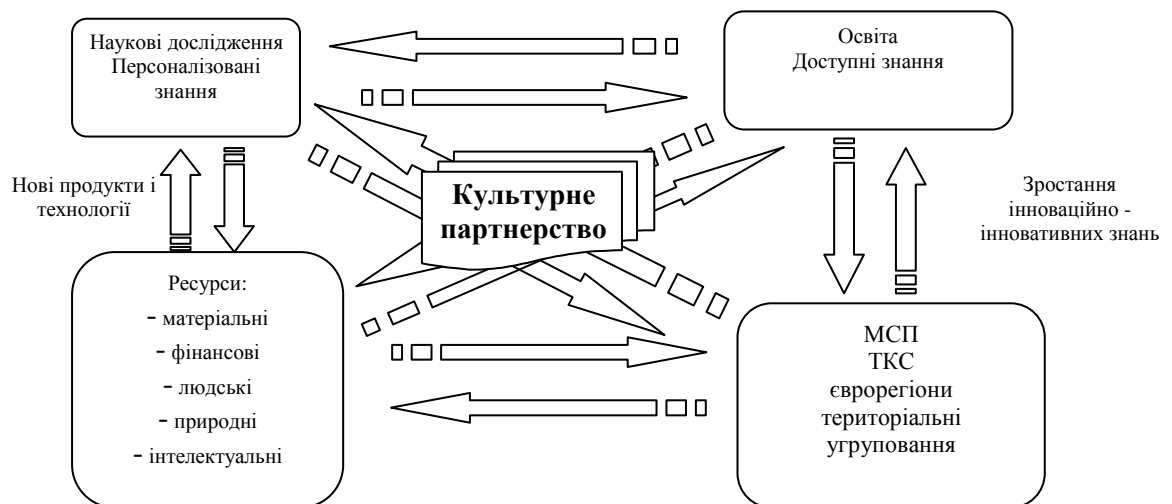 Наукові дослідження
Персоналізовані
знання
Освіта
Доступні знання
Нові продукти і
технології
Культурне
партнерство
Зростання
інноваційно -
інновативних знань
Ресурси:
- матеріальні
- фінансові
- людські
- природні
- інтелектуальні
МСП
ТКС
єврорегіони
територіальні
угруповання